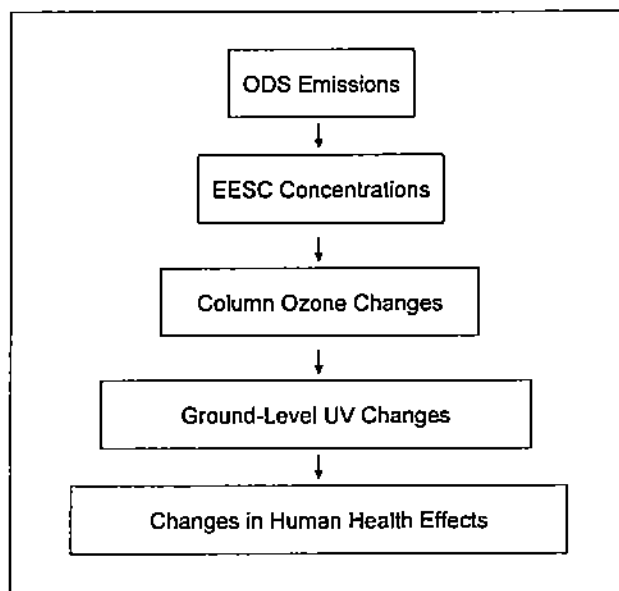 ODS Emissions
EESC Concentrations
Column Ozone Changes
Ground-Level UV Changes
Changes in Human Health Effects